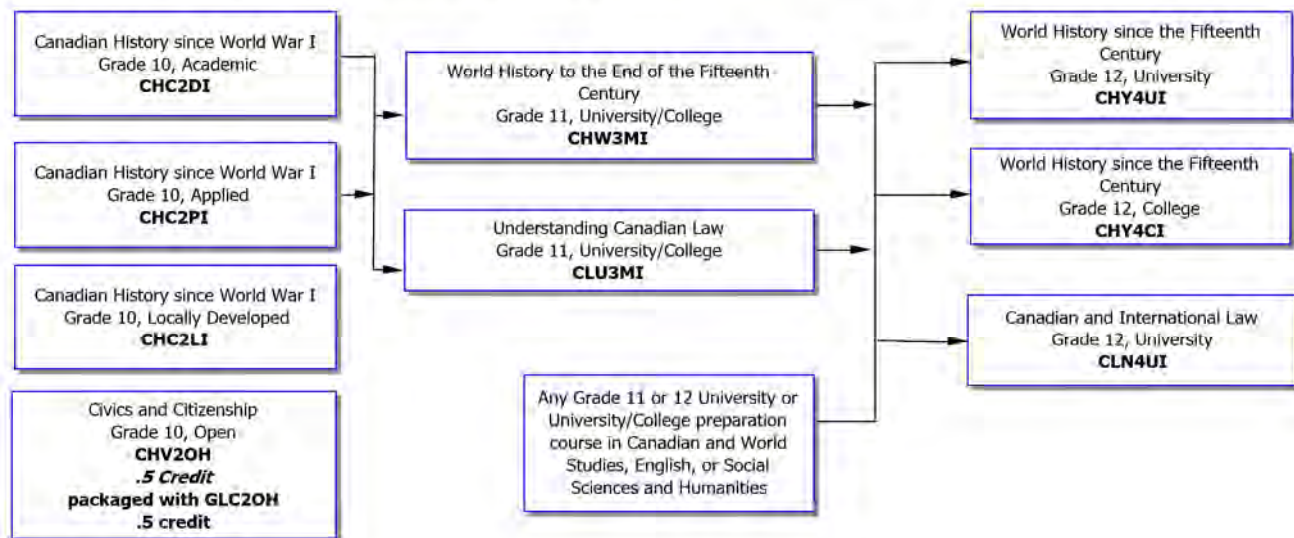 Canadian History since World War I
Grade 10, Academic
CHC2DI
Canadian History since World War I
Grade 10, Applied
CHC2PI
Canadian History since World War I
Grade 10, Locally Developed
CHC2LI
Civics and Citizenship
Grade 10, Open
CHV2OH
.5 Credit
packaged with GLC2OH
.5 credit
World History to the End of the Fifteenth
Century
Grade 11, University/College
CHW3MI
Understanding Canadian Law
Grade 11, University/College
CLU3MI
Any Grade 11 or 12 University or
University/College preparation
course in Canadian and World
Studies, English, or Social
Sciences and Humanities
World History since the Fifteenth
Century
Grade 12, University
CHY4UI
World History since the Fifteenth
Century
Grade 12, College
CHY4CI
Canadian and International Law
Grade 12, University
CLN4UI